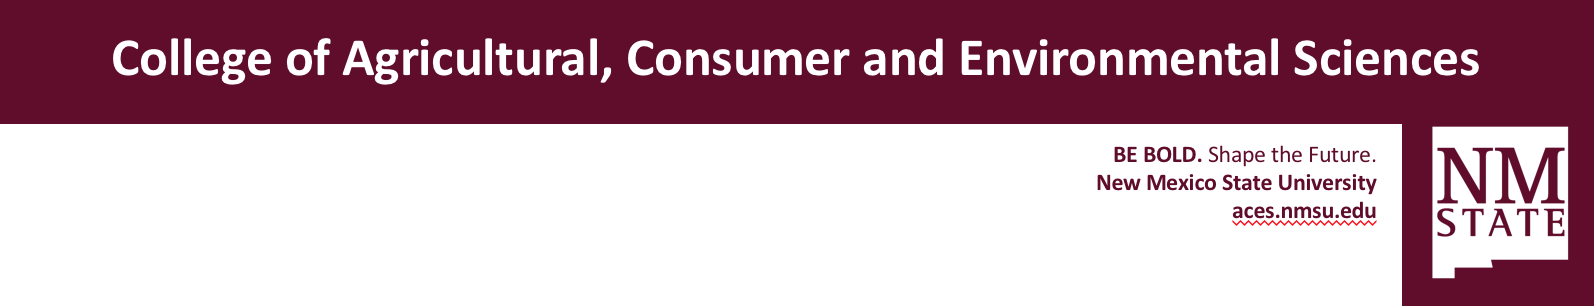 College of Agricultural, Consumer and Environmental Sciences
BE BOLD. Shape the Future.
New Mexico State University
aces.nmsu.edu
NM
STATE